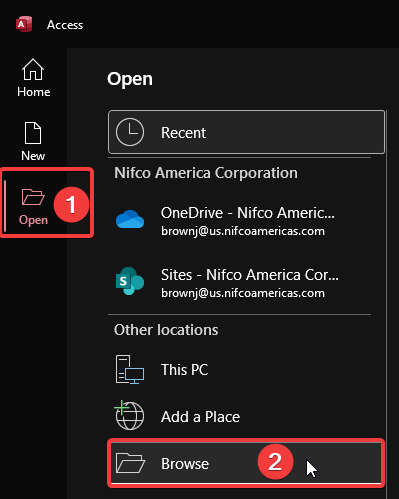 Access
Home
New
Open
1
Open
Recent
Nifco America Corporation
OneDrive - Nifco Americ...
brownj@us.nifcoamericas.com
Sites - Nifco America Cor...
brownj@us.nifcoamericas.com
Other locations
This PC
Add a Place
Browse
2